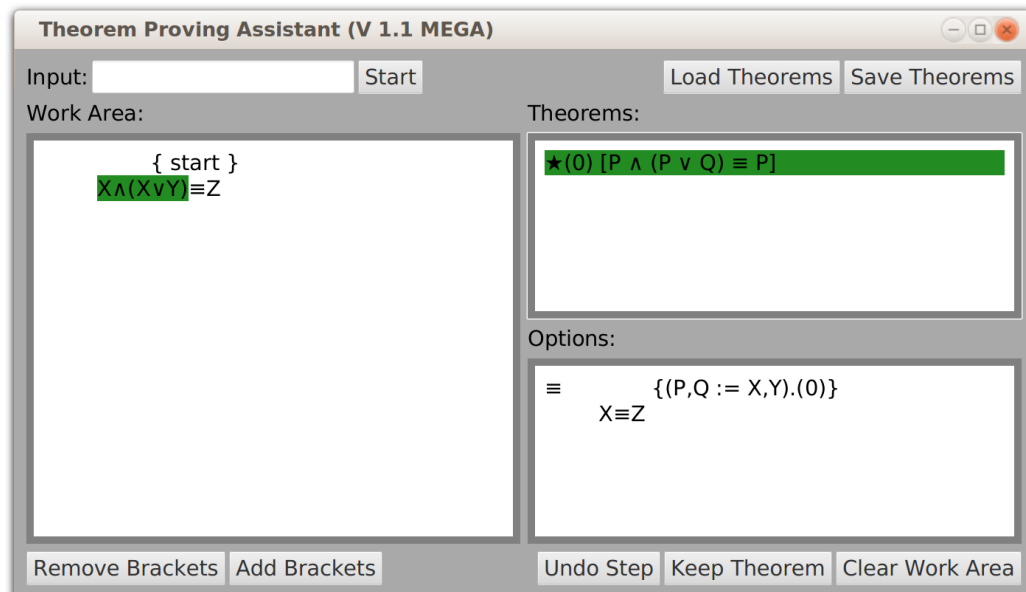 Theorem Proving Assistant (V 1.1 MEGA)
Input: Start Load Theorems Save Theorems
Work Area:
{ start }
X∧(X∨Y)≡Z
Theorems:
★(0) [P ∧ (P ∨ Q) ≡ P]
Options:
≡ {(P,Q := X,Y).(0)}
X≡Z
Remove Brackets Add Brackets Undo Step Keep Theorem Clear Work Area